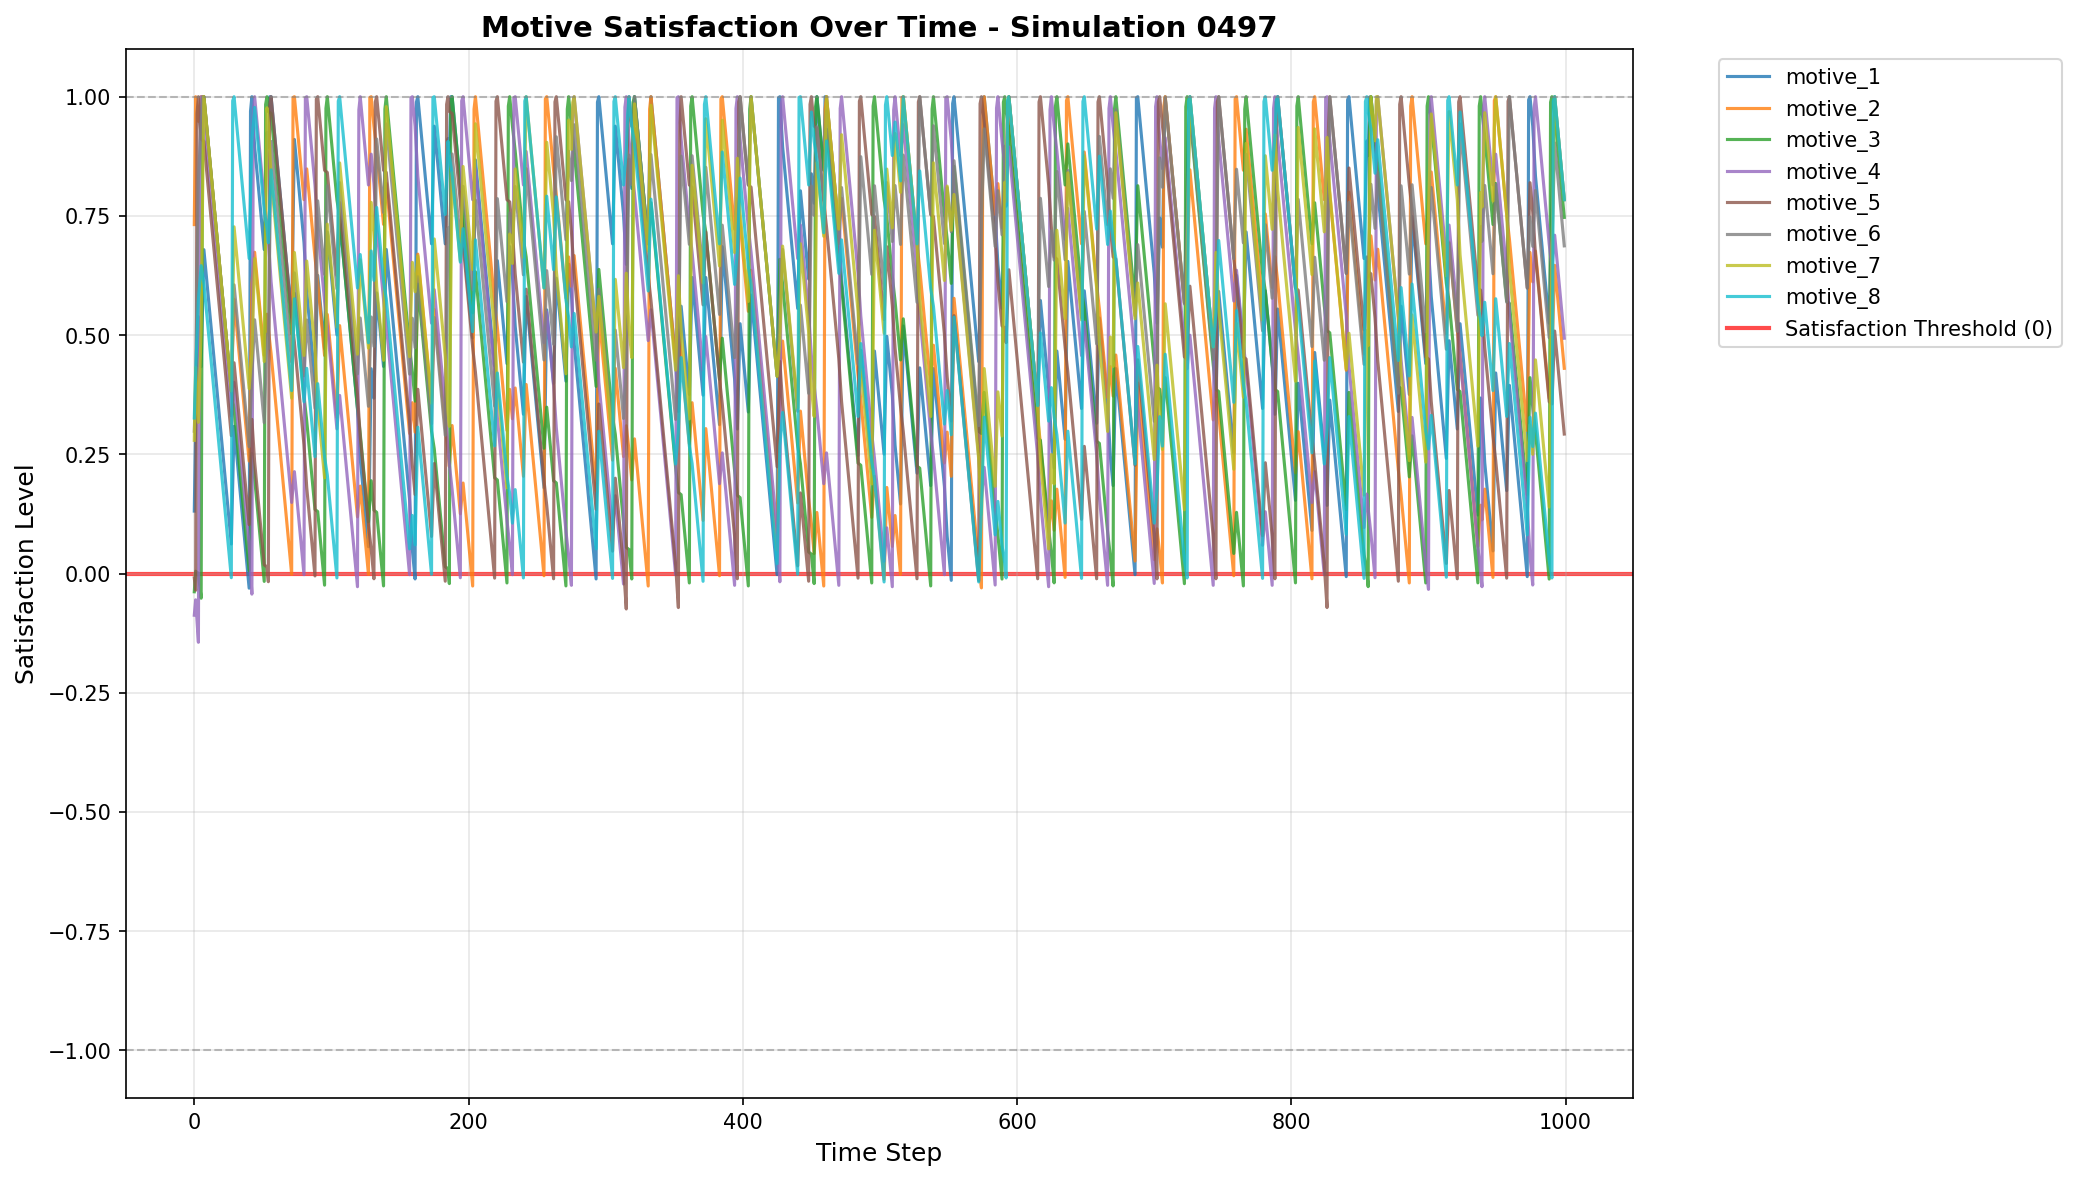 Motive Satisfaction Over Time - Simulation 0497
Satisfaction Level
1.00
0.75
0.50
0.25
0.00
−0.25
−0.50
−0.75
−1.00
0
200
400
600
800
1000
Time Step
motive_1
motive_2
motive_3
motive_4
motive_5
motive_6
motive_7
motive_8
Satisfaction Threshold (0)